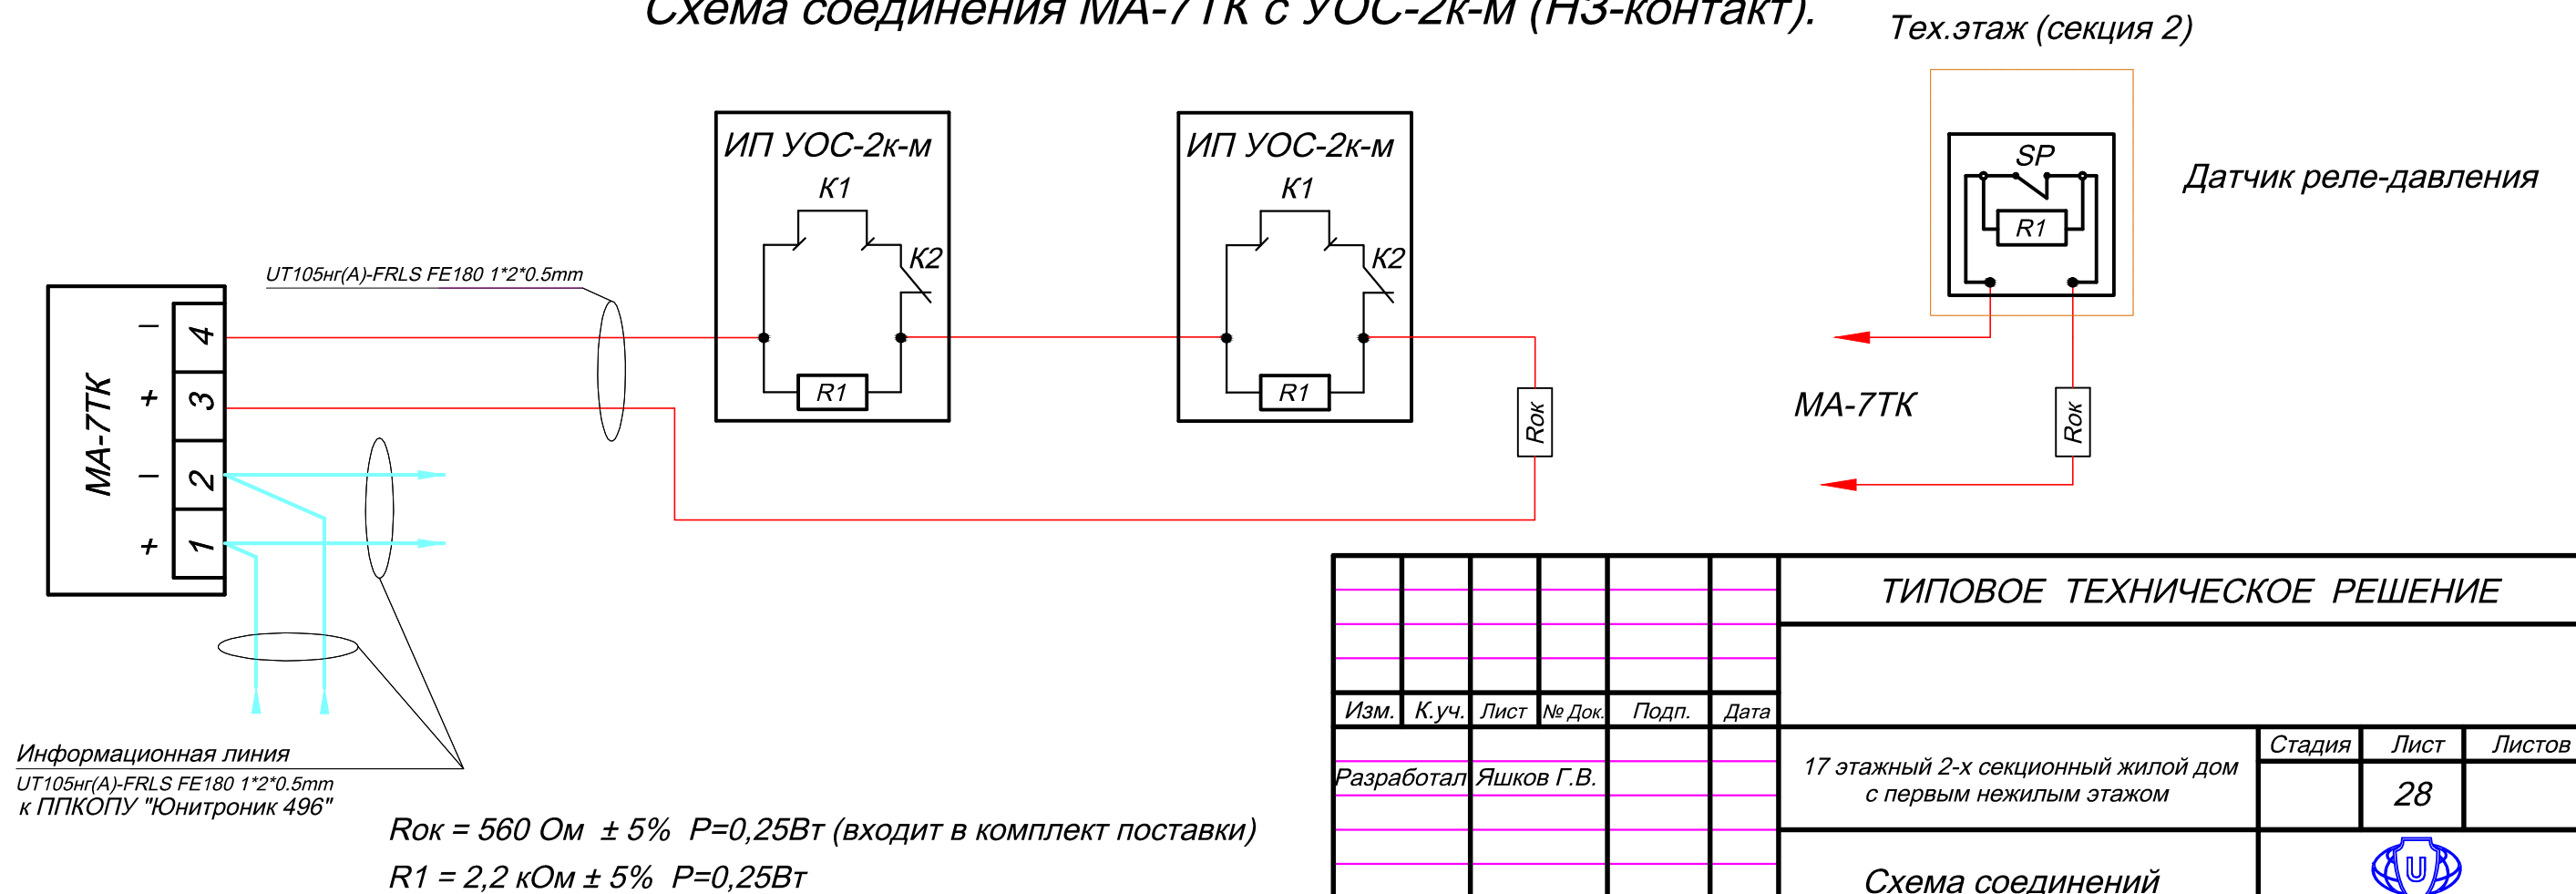 Схема соединения МА-7ТК с УОС-2к-м (НЗ-контакт).
Тех.этаж (секция 2)
ИП УОС-2к-м
К1
К2
R1
ИП УОС-2к-м
К1
К2
R1
SP
R1
Датчик реле-давления
UT105нг(А)-FRLS FE180 1*2*0.5mm
МА-7ТК
– 4
+ 3
– 2
+ 1
Rок
МА-7ТК
Rок
Информационная линия
UT105нг(А)-FRLS FE180 1*2*0.5mm
к ППКОПУ "Юнитроник 496"
Rок = 560 Ом ± 5% P=0,25Вт (входит в комплект поставки)
R1 = 2,2 кОм ± 5% P=0,25Вт
ТИПОВОЕ ТЕХНИЧЕСКОЕ РЕШЕНИЕ
Изм. К.уч. Лист № Док. Подп. Дата
Разработал Яшков Г.В.
17 этажный 2-х секционный жилой дом
с первым нежилым этажом
Стадия Лист Листов
28
Схема соединений
U